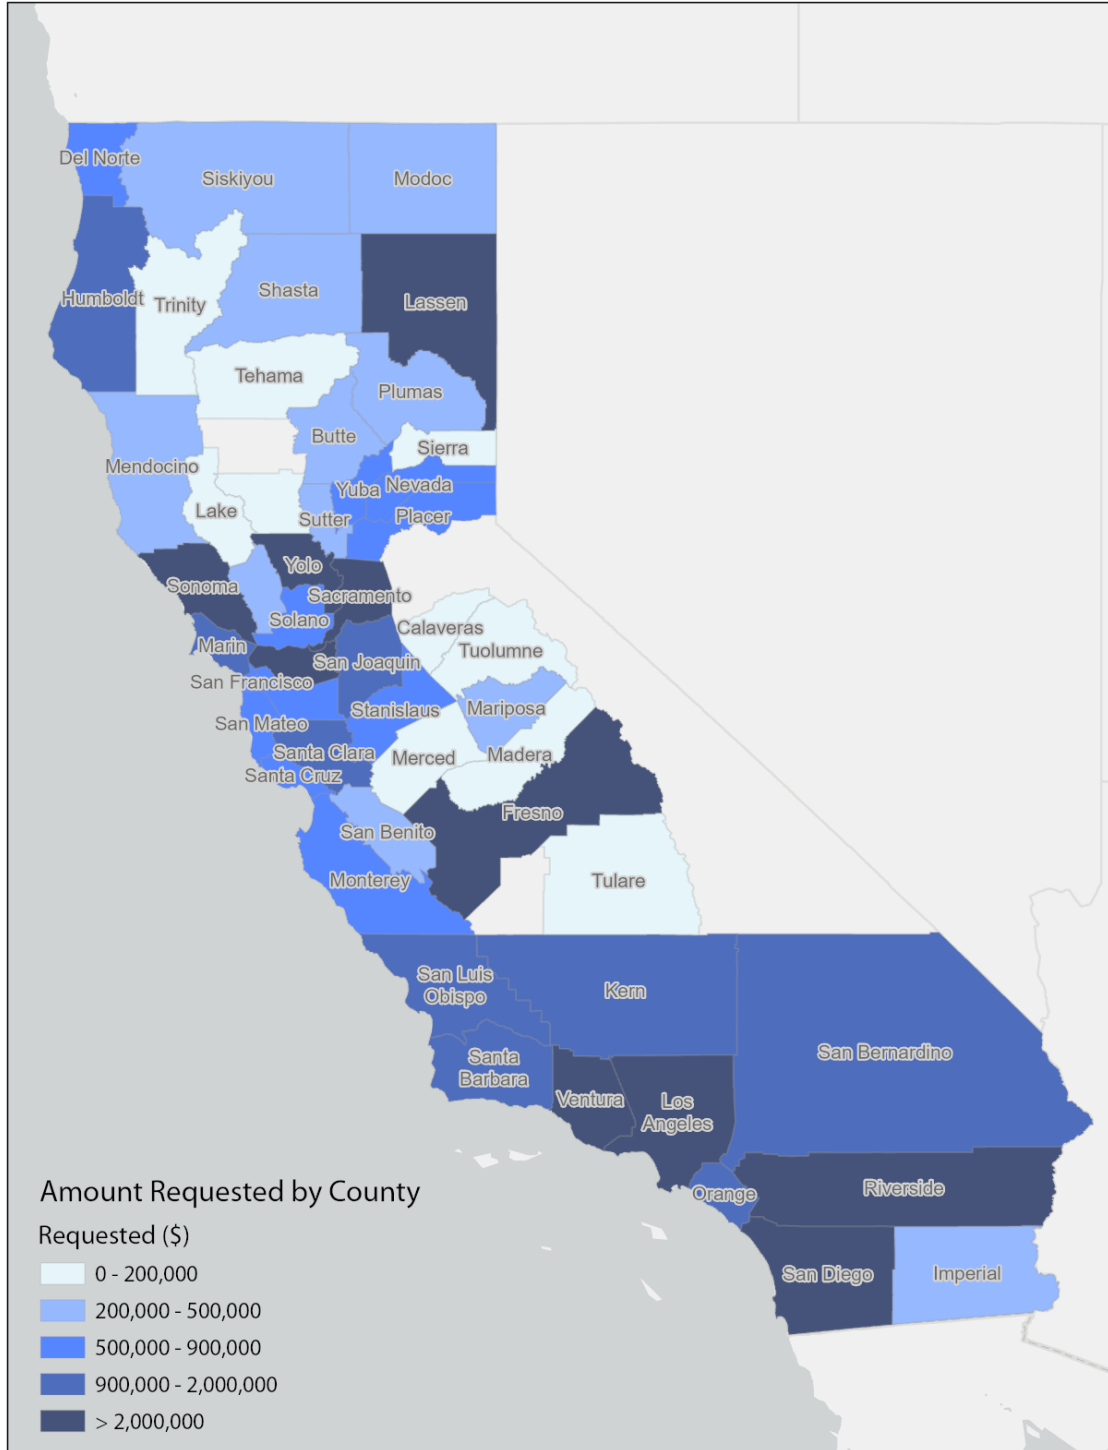 Del Norte
Siskiyou
Modoc
Humboldt
Trinity
Shasta
Lassen
Tehama
Plumas
Butte
Sierra
Mendocino
Yuba
Nevada
Lake
Sutter
Placer
Sonoma
Yolo
Sacramento
Solano
Calaveras
Marin
Tuolumne
San Joaquin
San Francisco
Mariposa
Stanislaus
San Mateo
Santa Clara
Merced
Madera
Santa Cruz
Fresno
San Benito
Monterey
Tulare
San Luis
Obispo
Kern
San Bernardino
Santa
Barbara
Ventura
Los
Angeles
Orange
Riverside
San Diego
Imperial
Amount Requested by County
Requested ($)
0 - 200,000
200,000 - 500,000
500,000 - 900,000
900,000 - 2,000,000
> 2,000,000